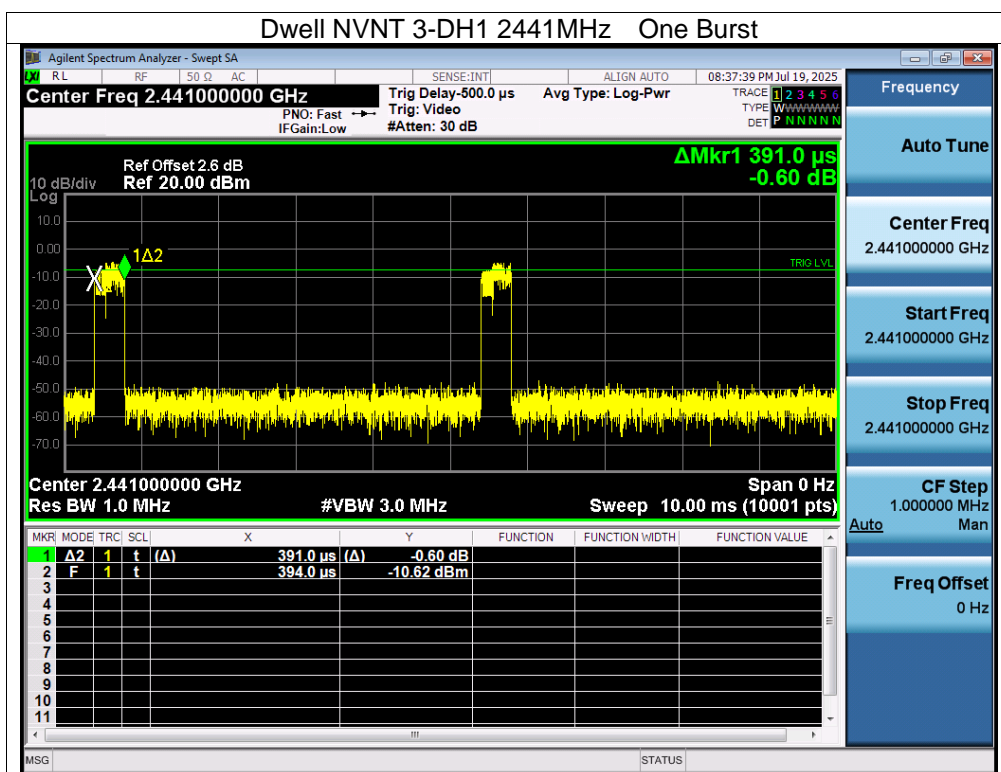 Dwell NVNT 3-DH1 2441MHz One Burst
Agilent Spectrum Analyzer - Swept SA
LXI RL RF 50 Ω AC SENSE:INT ALIGN AUTO 08:37:39 PM Jul 19, 2025
Center Freq 2.441000000 GHz Trig Delay-500.0 µs Avg Type: Log-Pwr TRACE 1 2 3 4 5 6
PNO: Fast Trig: Video TYPE WWWWWW
IFGain:Low #Atten: 30 dB DET P N N N N N
Frequency
Auto Tune
Center Freq
2.441000000 GHz
Start Freq
2.441000000 GHz
Stop Freq
2.441000000 GHz
CF Step
1.000000 MHz
Auto Man
Freq Offset
0 Hz
ΔMkr1 391.0 µs
-0.60 dB
Ref Offset 2.6 dB
10 dB/div Ref 20.00 dBm
Log
10.0
0.00
-10.0
-20.0
-30.0
-40.0
-50.0
-60.0
-70.0
1Δ2
TRIG LVL
Center 2.441000000 GHz Span 0 Hz
Res BW 1.0 MHz #VBW 3.0 MHz Sweep 10.00 ms (10001 pts)
MKR MODE TRC SCL X Y FUNCTION FUNCTION WIDTH FUNCTION VALUE
1 Δ2 1 t (Δ) 391.0 µs (Δ) -0.60 dB
2 F 1 t 394.0 µs -10.62 dBm
3
4
5
6
7
8
9
10
11
MSG STATUS